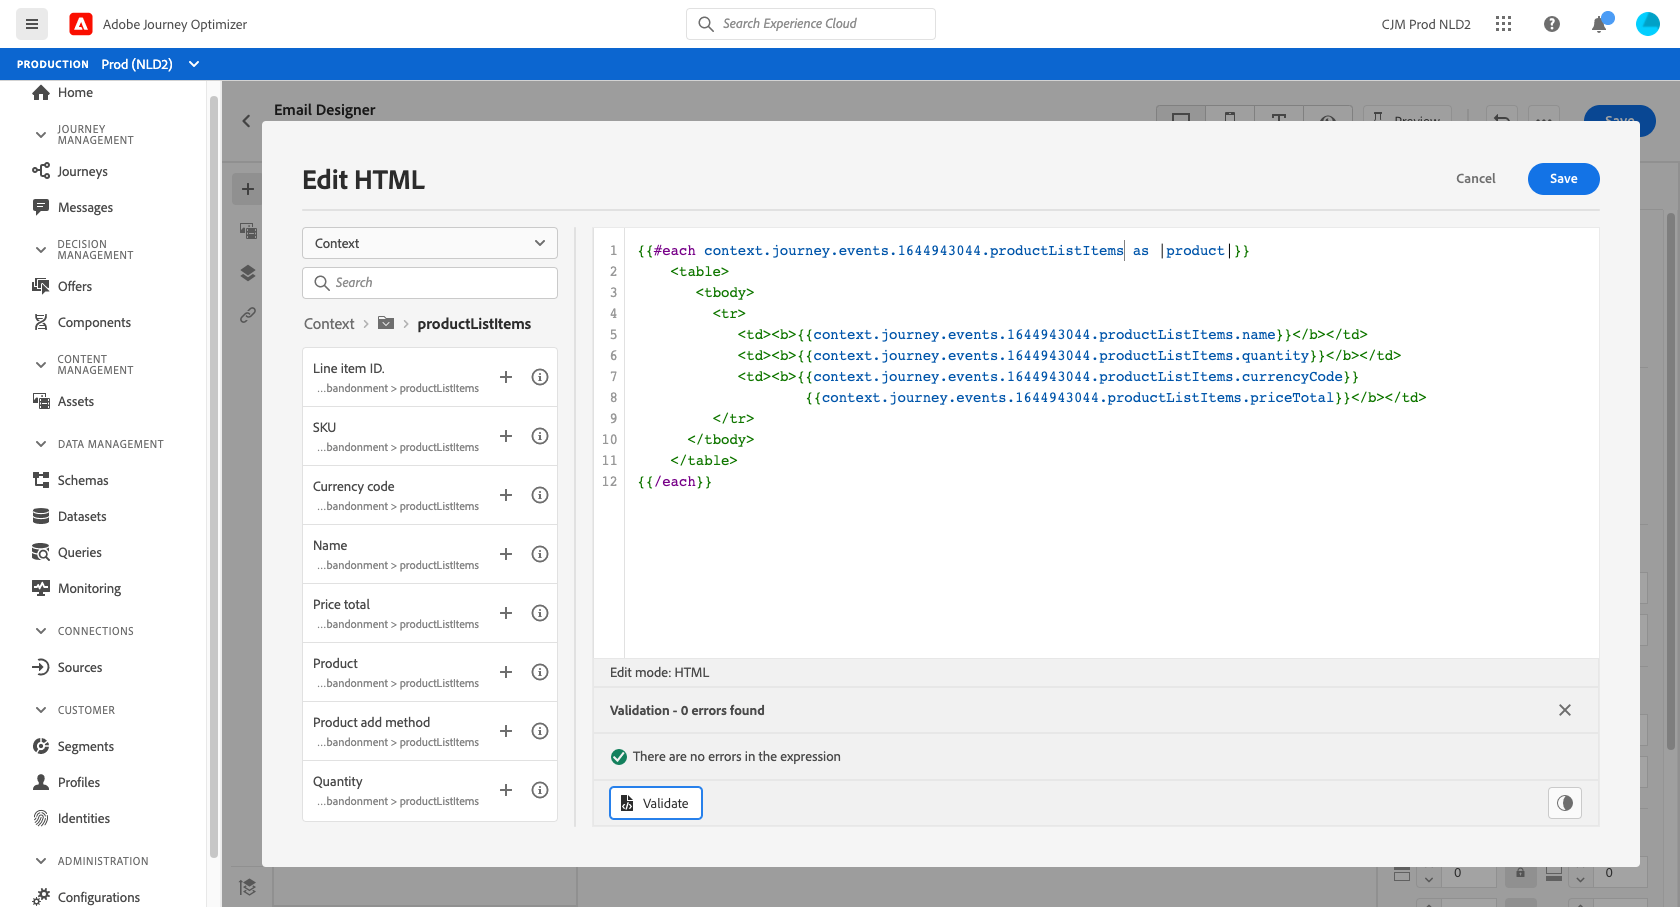 Adobe Journey Optimizer
Search Experience Cloud
CJM Prod NLD2
PRODUCTION Prod (NLD2)
Home
JOURNEY
MANAGEMENT
Journeys
Messages
DECISION
MANAGEMENT
Offers
Components
CONTENT
MANAGEMENT
Assets
DATA MANAGEMENT
Schemas
Datasets
Queries
Monitoring
CONNECTIONS
Sources
CUSTOMER
Segments
Profiles
Identities
ADMINISTRATION
Configurations
Email Designer
Preview
Save
Edit HTML
Cancel
Save
Context
Search
Context > > productListItems
Line item ID.
...bandonment > productListItems
SKU
...bandonment > productListItems
Currency code
...bandonment > productListItems
Name
...bandonment > productListItems
Price total
...bandonment > productListItems
Product
...bandonment > productListItems
Product add method
...bandonment > productListItems
Quantity
...bandonment > productListItems
1 {{#each context.journey.events.1644943044.productListItems as |product|}}
2 <table>
3 <tbody>
4 <tr>
5 <td><b>{{context.journey.events.1644943044.productListItems.name}}</b></td>
6 <td><b>{{context.journey.events.1644943044.productListItems.quantity}}</b></td>
7 <td><b>{{context.journey.events.1644943044.productListItems.currencyCode}}
8 {{context.journey.events.1644943044.productListItems.priceTotal}}</b></td>
9 </tr>
10 </tbody>
11 </table>
12 {{/each}}
Edit mode: HTML
Validation - 0 errors found
There are no errors in the expression
Validate
0
0